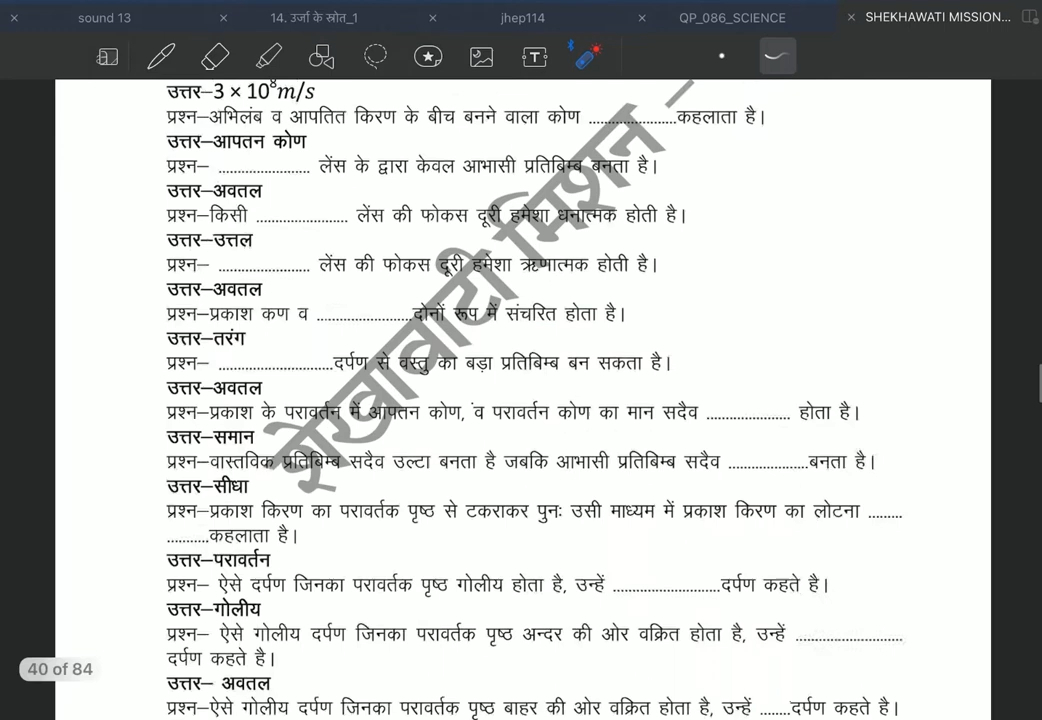 sound 13
14. उर्जा के स्रोत_1
jhep114
QP_086_SCIENCE
SHEKHAWATI MISSION...
उत्तर–3 × 10⁸m/s
प्रश्न–अभिलंब व आपतित किरण के बीच बनने वाला कोण ......................कहलाता है।
उत्तर–आपतन कोण
प्रश्न– ....................... लेंस के द्वारा केवल आभासी प्रतिबिम्ब बनता है।
उत्तर–अवतल
प्रश्न–किसी ....................... लेंस की फोकस दूरी हमेशा धनात्मक होती है।
उत्तर–उत्तल
प्रश्न– ....................... लेंस की फोकस दूरी हमेशा ऋणात्मक होती है।
उत्तर–अवतल
प्रश्न–प्रकाश कण व ........................दोनों रूप में संचरित होता है।
उत्तर–तरंग
प्रश्न– .............................दर्पण से वस्तु का बड़ा प्रतिबिम्ब बन सकता है।
उत्तर–अवतल
प्रश्न–प्रकाश के परावर्तन में आपतन कोण, व परावर्तन कोण का मान सदैव ..................... होता है।
उत्तर–समान
प्रश्न–वास्तविक प्रतिबिम्ब सदैव उल्टा बनता है जबकि आभासी प्रतिबिम्ब सदैव ....................बनता है।
उत्तर–सीधा
प्रश्न–प्रकाश किरण का परावर्तक पृष्ठ से टकराकर पुनः उसी माध्यम में प्रकाश किरण का लोटना .........
...........कहलाता है।
उत्तर–परावर्तन
प्रश्न– ऐसे दर्पण जिनका परावर्तक पृष्ठ गोलीय होता है, उन्हें ...........................दर्पण कहते है।
उत्तर–गोलीय
प्रश्न– ऐसे गोलीय दर्पण जिनका परावर्तक पृष्ठ अन्दर की ओर वक्रित होता है, उन्हें ...........................
दर्पण कहते है।
उत्तर– अवतल
प्रश्न–ऐसे गोलीय दर्पण जिनका परावर्तक पृष्ठ बाहर की ओर वक्रित होता है, उन्हें ........दर्पण कहते है।
शेखावाटी मिशन –
40 of 84